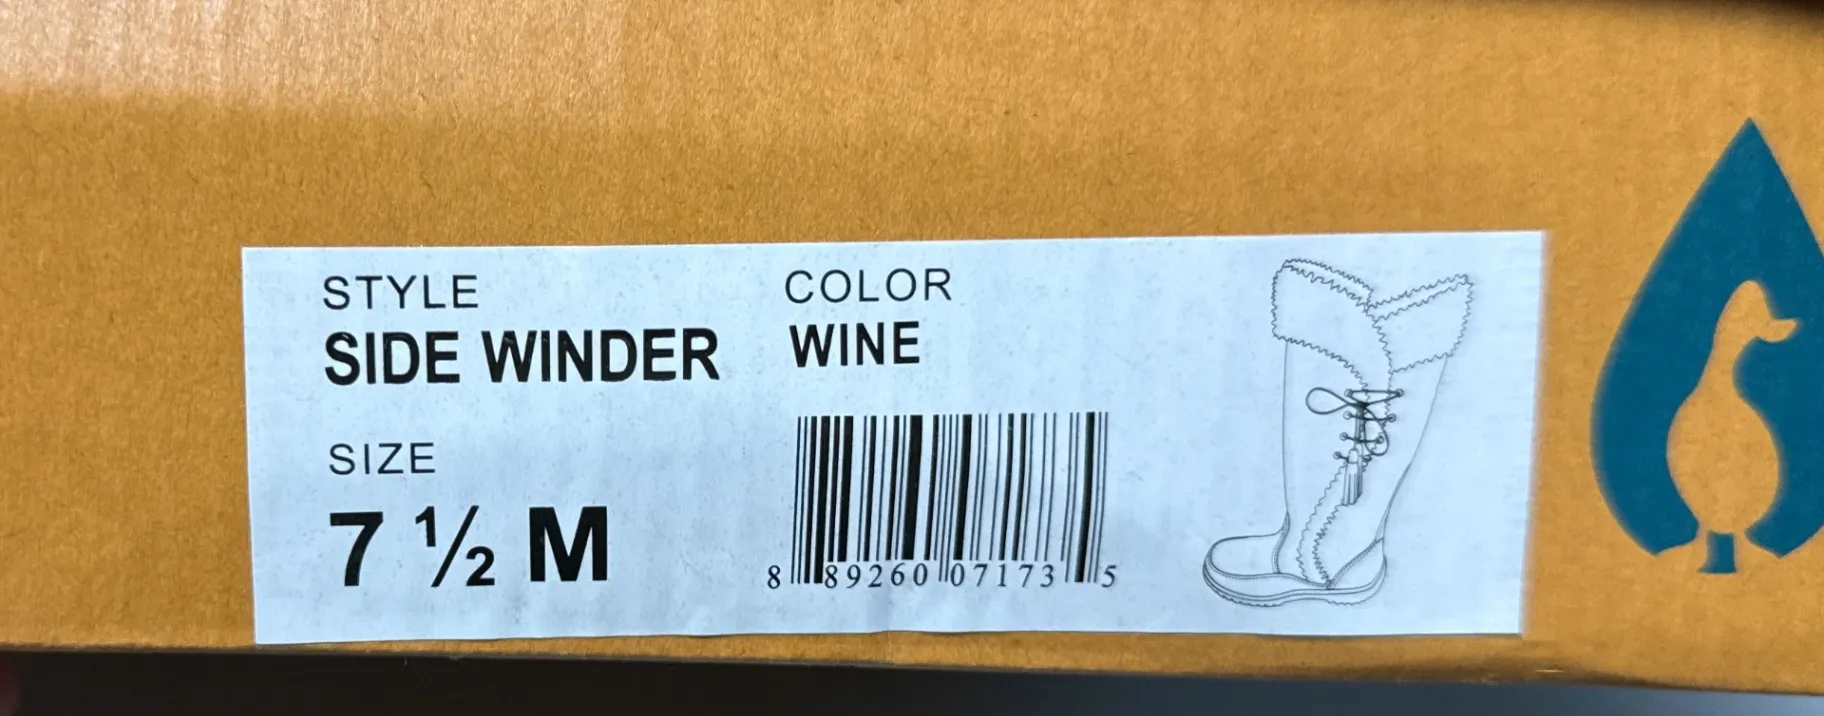 STYLE
SIDE WINDER
COLOR
WINE
SIZE
7 ½ M
8 89260 07173 5